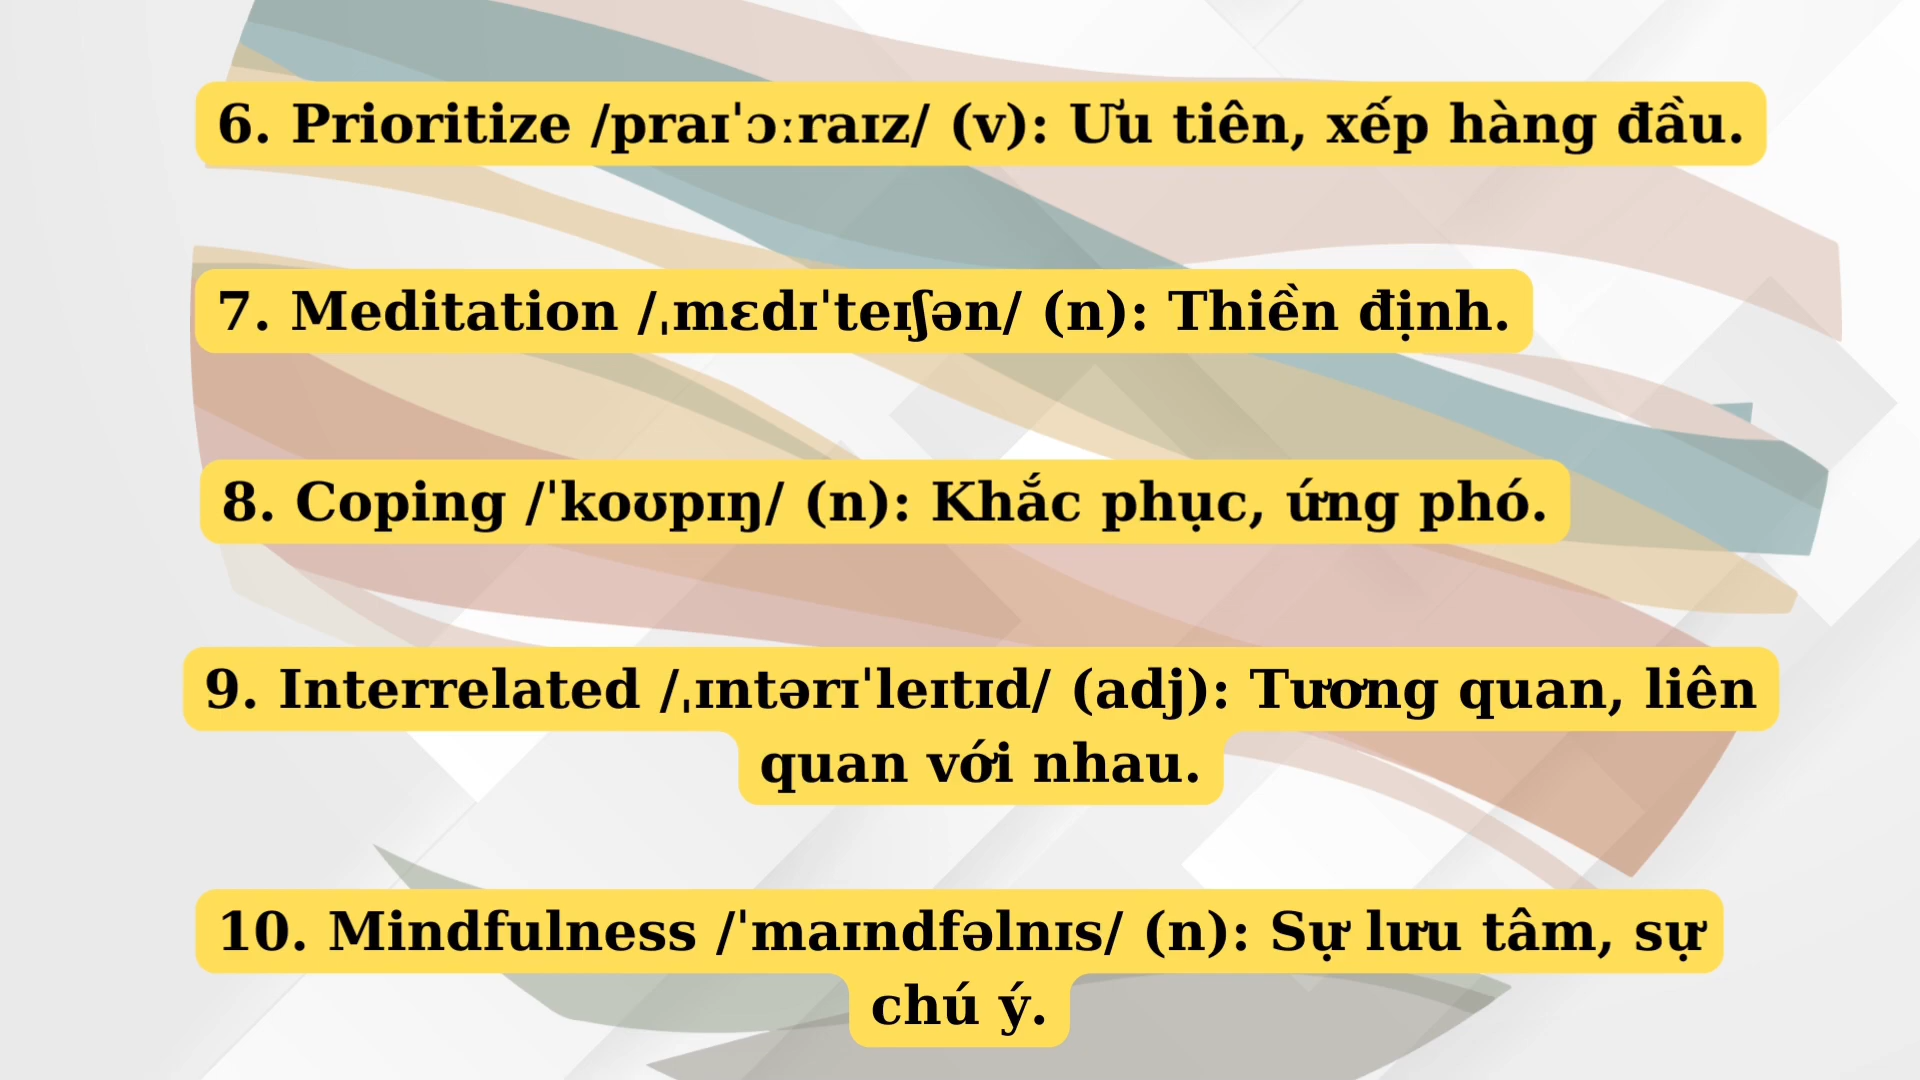 6. Prioritize /praɪˈɔːraɪz/ (v): Ưu tiên, xếp hàng đầu.
7. Meditation /ˌmɛdɪˈteɪʃən/ (n): Thiền định.
8. Coping /ˈkoʊpɪŋ/ (n): Khắc phục, ứng phó.
9. Interrelated /ˌɪntərɪˈleɪtɪd/ (adj): Tương quan, liên
quan với nhau.
10. Mindfulness /ˈmaɪndfəlnɪs/ (n): Sự lưu tâm, sự
chú ý.